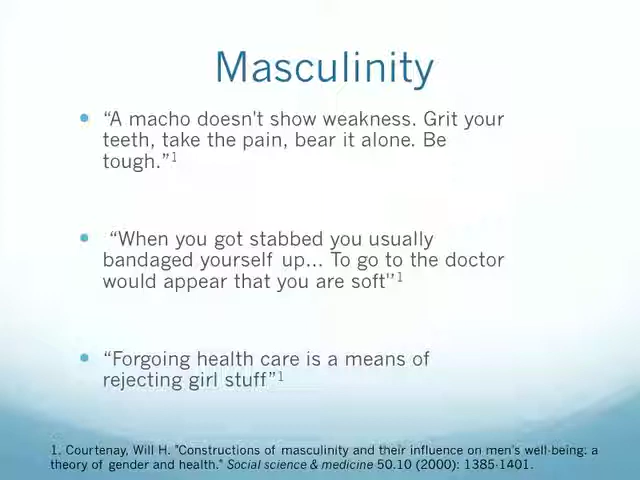 Masculinity
• “A macho doesn't show weakness. Grit your
teeth, take the pain, bear it alone. Be
tough.”1
• “When you got stabbed you usually
bandaged yourself up... To go to the doctor
would appear that you are soft''1
• “Forgoing health care is a means of
rejecting girl stuff”1
1. Courtenay, Will H. "Constructions of masculinity and their influence on men's well-being: a
theory of gender and health." Social science & medicine 50.10 (2000): 1385-1401.